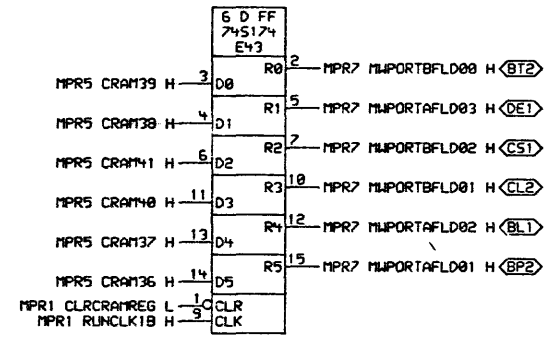 6 D FF
74S174
E43
MPR5 CRAM39 H 3 D0 R0 2 MPR7 MWPORTBFLD00 H BT2
MPR5 CRAM38 H 4 D1 R1 5 MPR7 MWPORTAFLD03 H DE1
MPR5 CRAM41 H 6 D2 R2 7 MPR7 MWPORTBFLD02 H CS1
MPR5 CRAM40 H 11 D3 R3 10 MPR7 MWPORTBFLD01 H CL2
MPR5 CRAM37 H 13 D4 R4 12 MPR7 MWPORTAFLD02 H BL1
MPR5 CRAM36 H 14 D5 R5 15 MPR7 MWPORTAFLD01 H BP2
MPR1 CLRCRAMREG L 1 CLR
MPR1 RUNCLK1B H 9 CLK